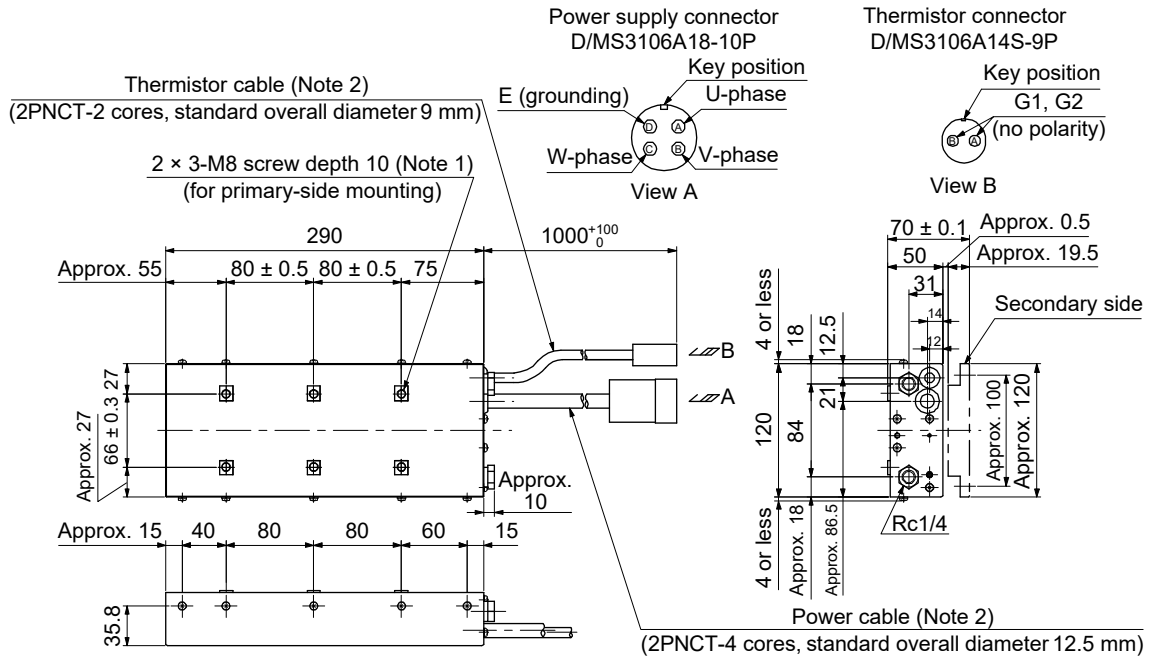 Power supply connector
D/MS3106A18-10P
Thermistor connector
D/MS3106A14S-9P
Key position
E (grounding)
U-phase
D
A
C
B
W-phase
V-phase
View A
Key position
G1, G2
(no polarity)
B
A
View B
Thermistor cable (Note 2)
(2PNCT-2 cores, standard overall diameter 9 mm)
2 × 3-M8 screw depth 10 (Note 1)
(for primary-side mounting)
290
1000 +100 0
Approx. 55
80 ± 0.5
80 ± 0.5
75
B
A
27
66 ± 0.3
Approx. 27
Approx.
10
70 ± 0.1
Approx. 0.5
50
Approx. 19.5
31
Secondary side
14
12
4 or less
18
12.5
21
120
84
Approx. 100
Approx. 120
4 or less
Approx. 18
Approx. 86.5
Rc1/4
Approx. 15
40
80
80
60
15
35.8
Power cable (Note 2)
(2PNCT-4 cores, standard overall diameter 12.5 mm)